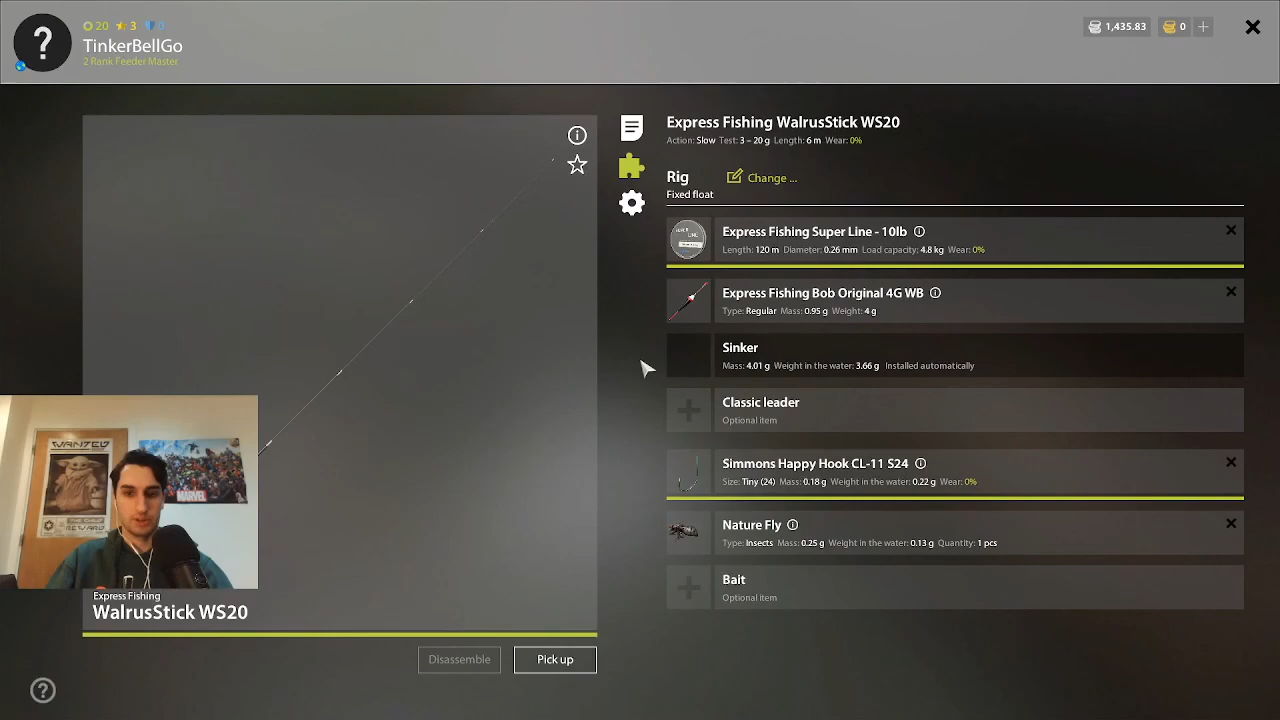 20 3 0
TinkerBellGo
2 Rank Feeder Master
1,435.83
0
Express Fishing WalrusStick WS20
Action: Slow Test: 3 – 20 g Length: 6 m Wear: 0%
Rig
Change ...
Fixed float
Express Fishing Super Line - 10lb
Length: 120 m Diameter: 0.26 mm Load capacity: 4.8 kg Wear: 0%
Express Fishing Bob Original 4G WB
Type: Regular Mass: 0.95 g Weight: 4 g
Sinker
Mass: 4.01 g Weight in the water: 3.66 g Installed automatically
Classic leader
Optional item
Simmons Happy Hook CL-11 S24
Size: Tiny (24) Mass: 0.18 g Weight in the water: 0.22 g Wear: 0%
Nature Fly
Type: Insects Mass: 0.25 g Weight in the water: 0.13 g Quantity: 1 pcs
Bait
Optional item
WANTED
MARVEL
REWARD
Express Fishing
WalrusStick WS20
Disassemble
Pick up